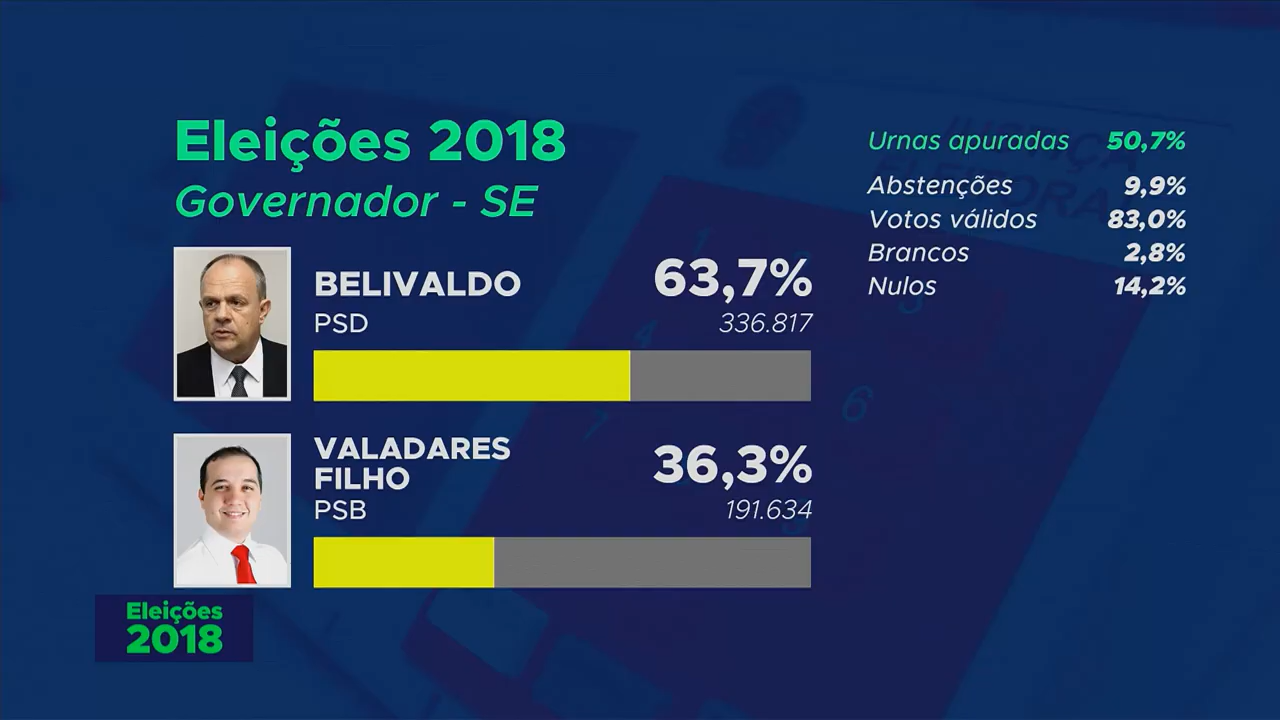 Eleições 2018
Governador - SE
BELIVALDO
63,7%
PSD
336.817
VALADARES
FILHO
36,3%
PSB
191.634
Urnas apuradas 50,7%
Abstenções 9,9%
Votos válidos 83,0%
Brancos 2,8%
Nulos 14,2%
Eleições
2018